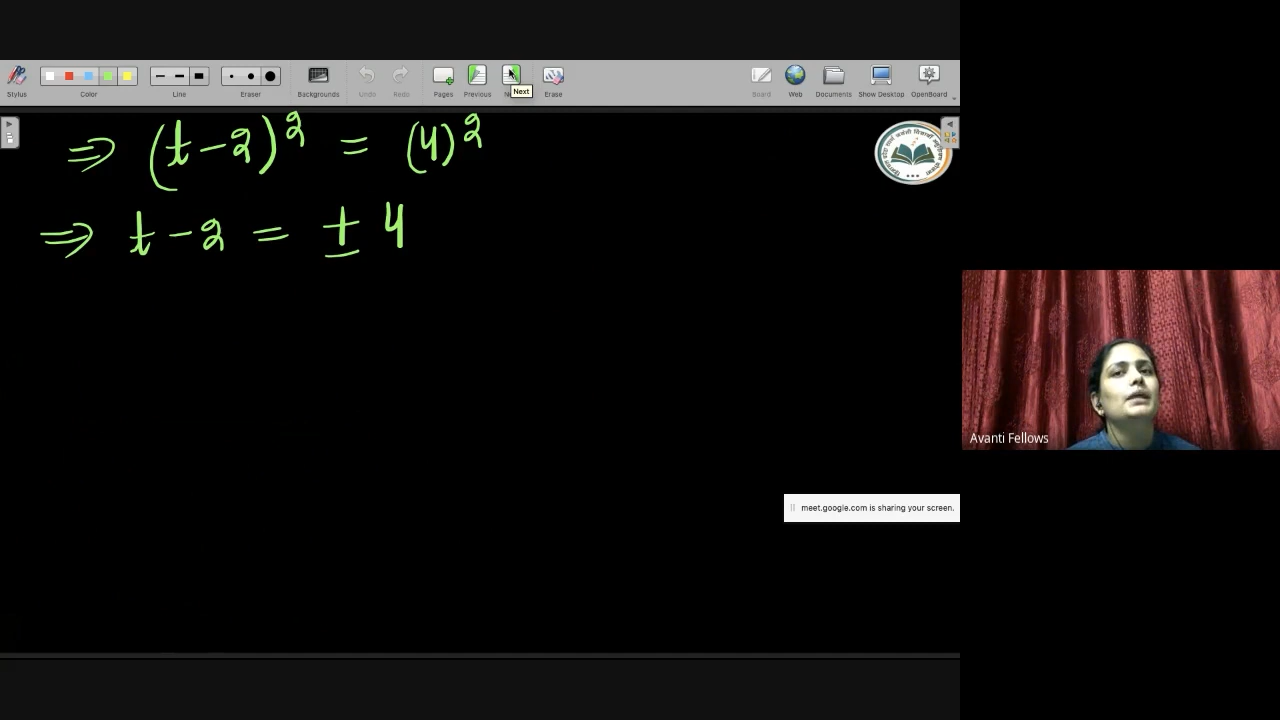 Stylus
Color
Line
Eraser
Backgrounds
Undo
Redo
Pages
Previous
Erase
Board
Web
Documents
Show Desktop
OpenBoard
Next
⇒ (t-2)² = (4)²
⇒ t-2 = ± 4
Avanti Fellows
meet.google.com is sharing your screen.